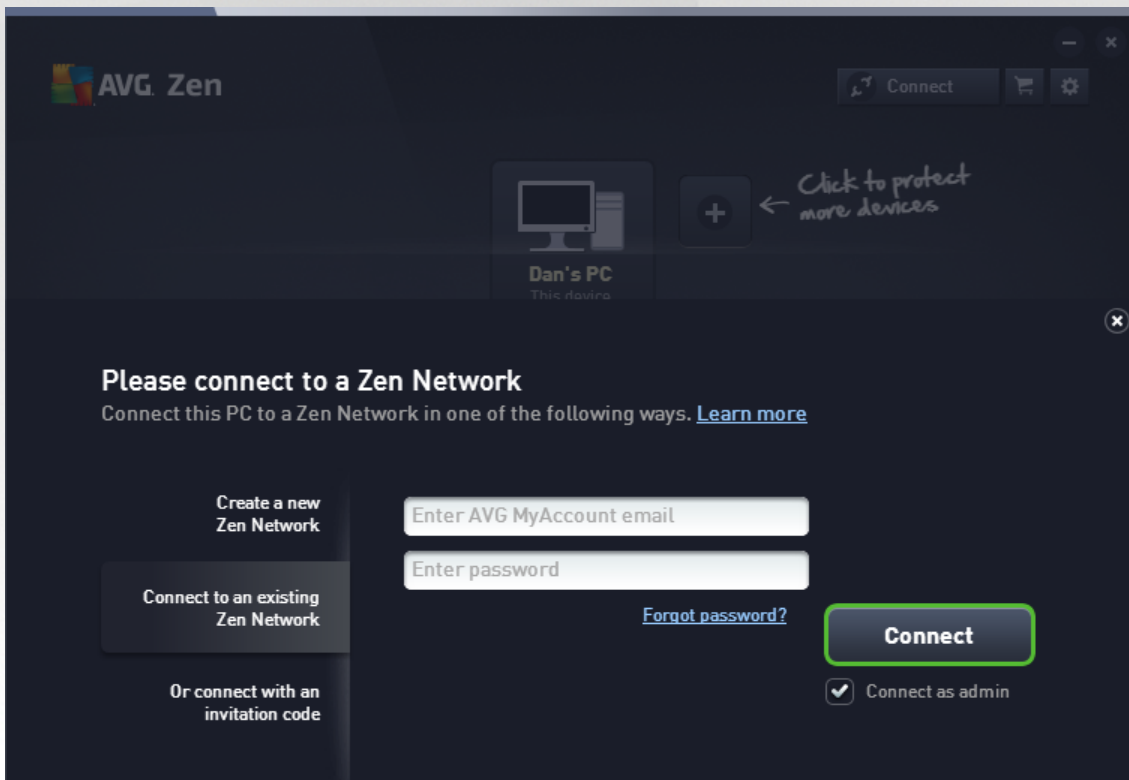 AVG. Zen
Connect
Click to protect
more devices
Dan's PC
This device
Please connect to a Zen Network
Connect this PC to a Zen Network in one of the following ways. Learn more
Create a new
Zen Network
Enter AVG MyAccount email
Enter password
Connect to an existing
Zen Network
Forgot password?
Connect
Connect as admin
Or connect with an
invitation code